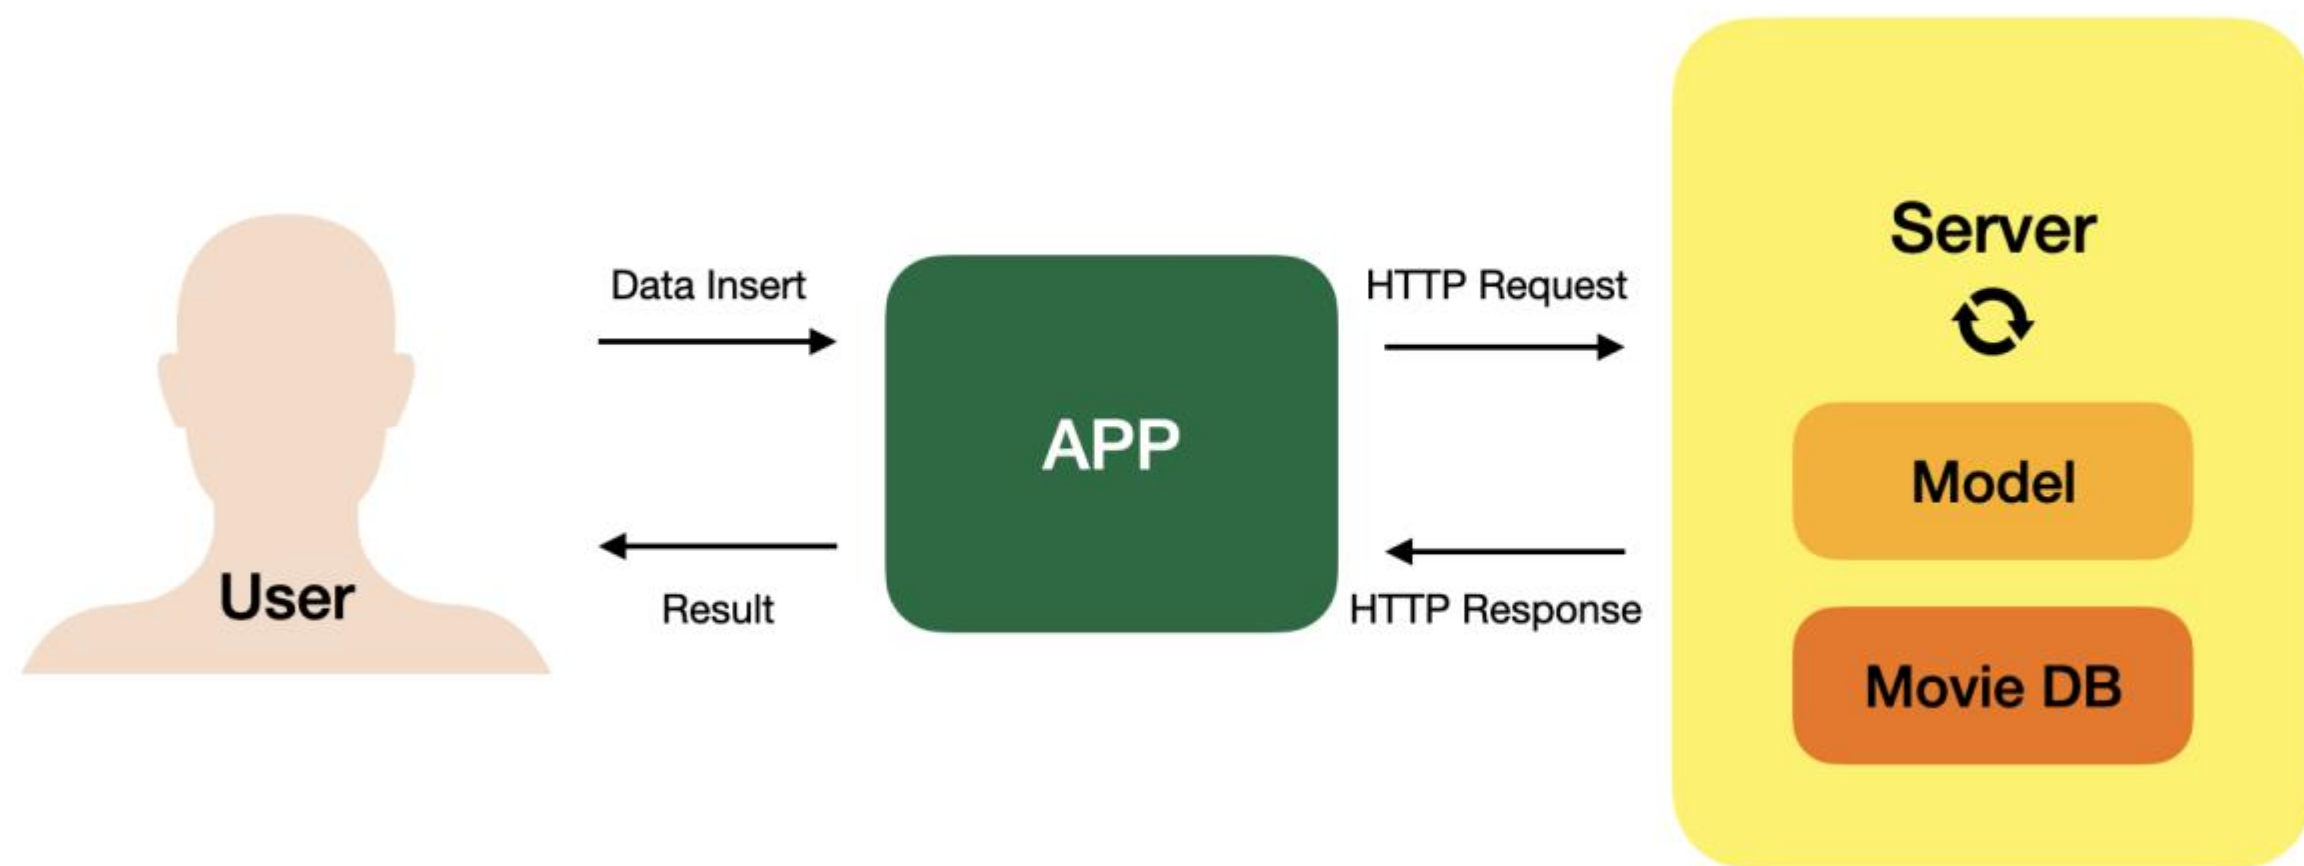 User
Data Insert
Result
APP
HTTP Request
HTTP Response
Server
Model
Movie DB